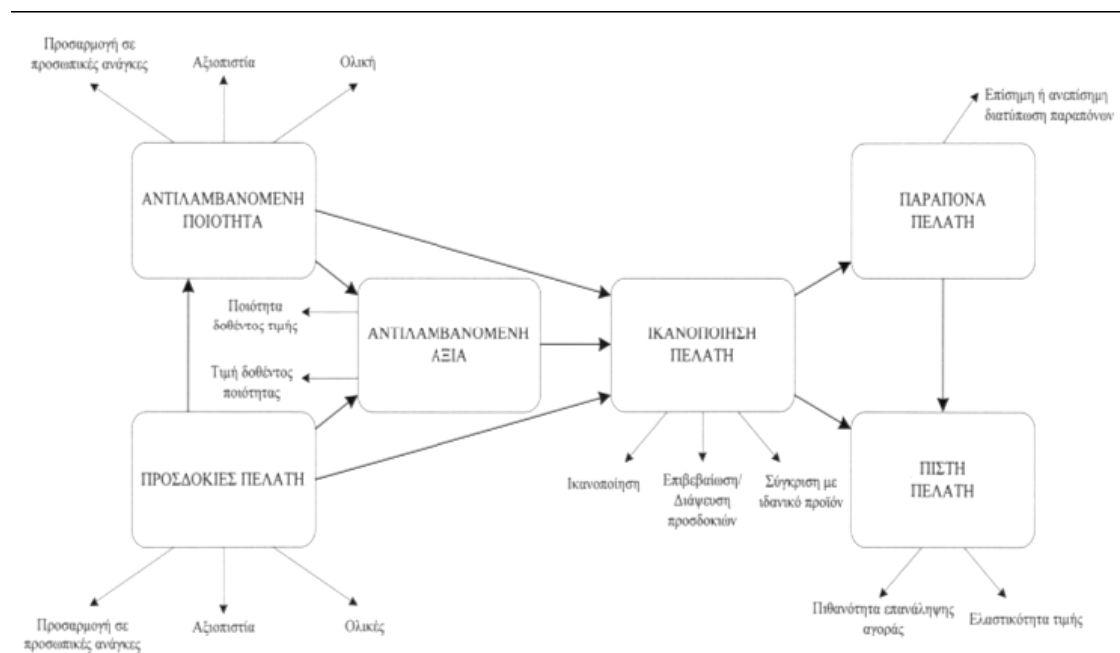 Προσαρμογή σε
προσωπικές ανάγκες
Αξιοπιστία
Ολική
Επίσημη ή ανεπίσημη
διατύπωση παραπόνων
ΑΝΤΙΛΑΜΒΑΝΟΜΕΝΗ
ΠΟΙΟΤΗΤΑ
ΠΑΡΑΠΟΝΑ
ΠΕΛΑΤΗ
Ποιότητα
δοθέντος τιμής
ΑΝΤΙΛΑΜΒΑΝΟΜΕΝΗ
ΑΞΙΑ
ΙΚΑΝΟΠΟΙΗΣΗ
ΠΕΛΑΤΗ
Τιμή δοθέντος
ποιότητας
ΠΡΟΣΔΟΚΙΕΣ ΠΕΛΑΤΗ
ΠΙΣΤΗ
ΠΕΛΑΤΗ
Ικανοποίηση
Επιβεβαίωση/
Διάψευση
προσδοκιών
Σύγκριση με
ιδανικό προϊόν
Προσαρμογή σε
προσωπικές ανάγκες
Αξιοπιστία
Ολικές
Πιθανότητα επανάληψης
αγοράς
Ελαστικότητα τιμής